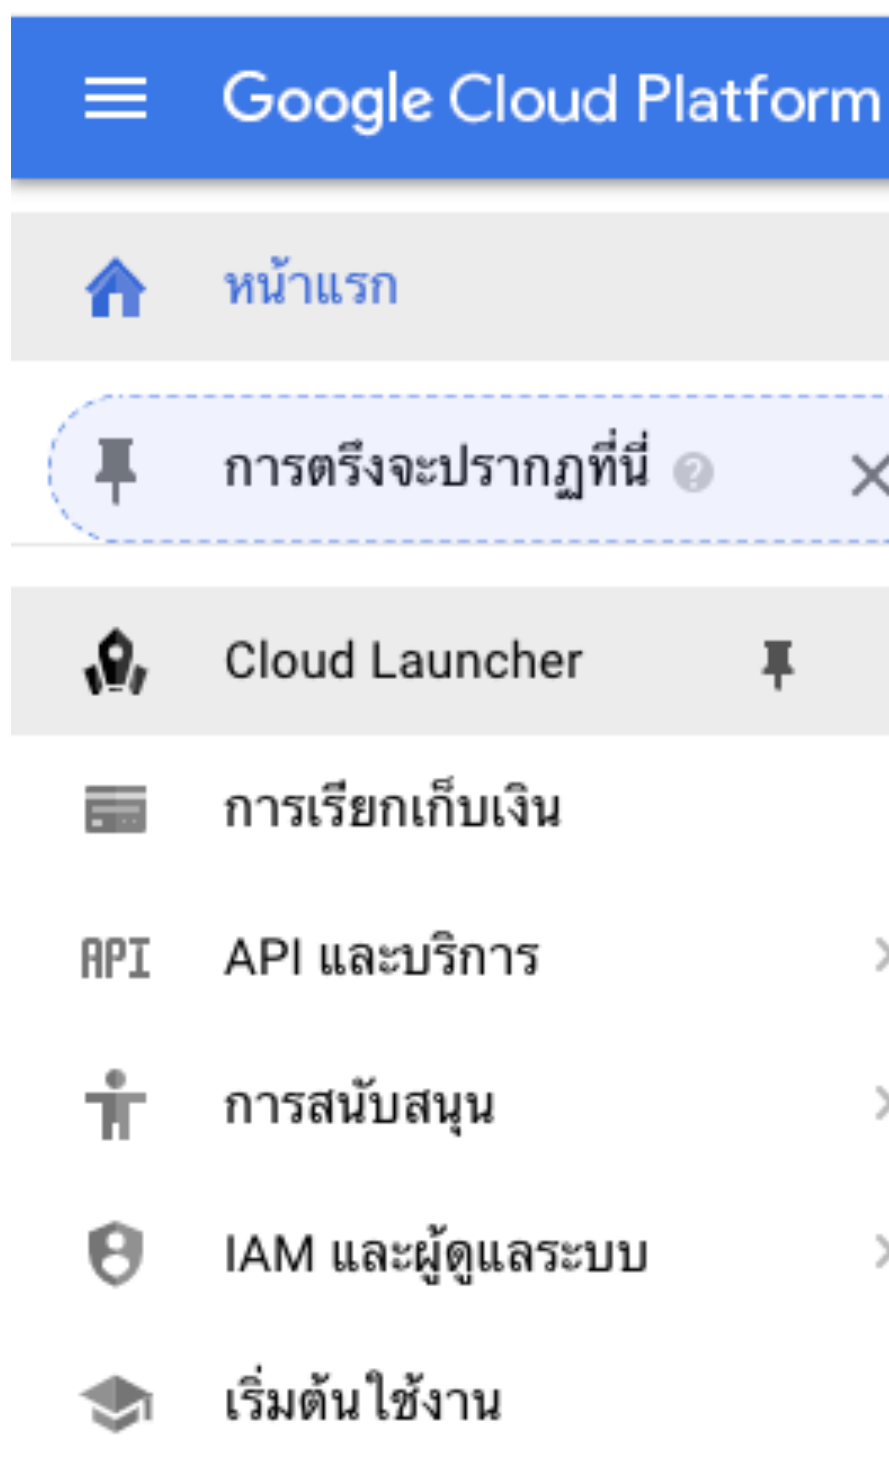 Google Cloud Platform
หน้าแรก
การตรึงจะปรากฏที่นี่ ?
Cloud Launcher
การเรียกเก็บเงิน
API API และบริการ
การสนับสนุน
IAM และผู้ดูแลระบบ
เริ่มต้นใช้งาน